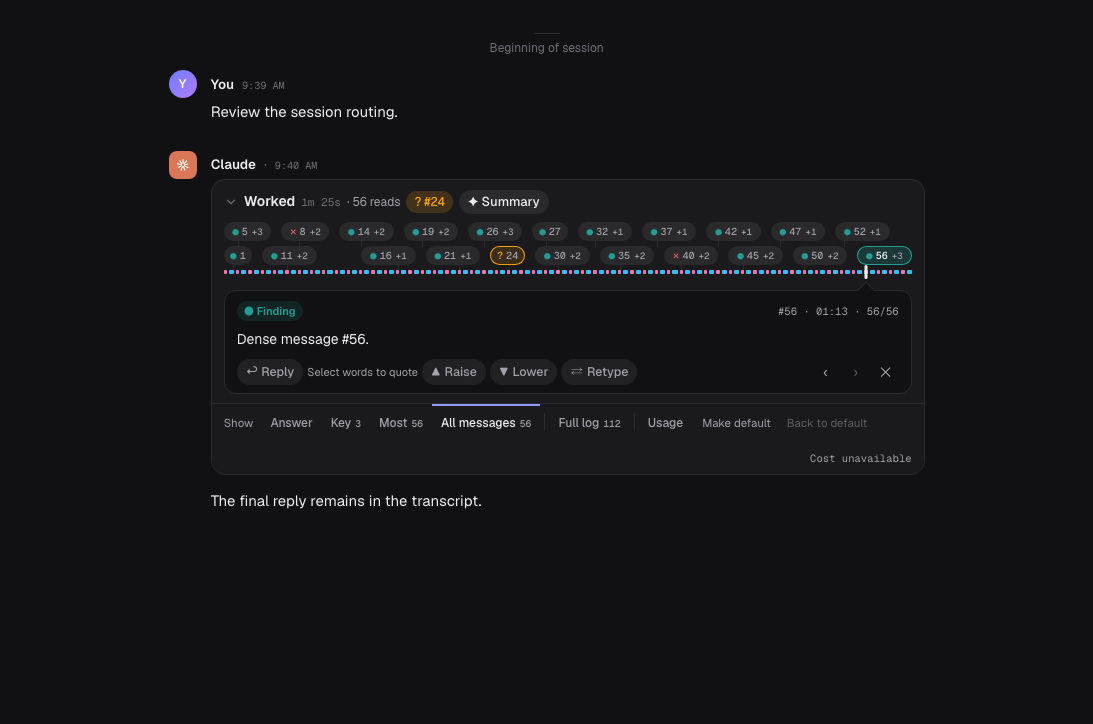 Beginning of session
Y You 9:39 AM
Review the session routing.
Claude · 9:40 AM
Worked 1m 25s · 56 reads ? #24 ✦ Summary
5 +3 × 8 +2 14 +2 19 +2 26 +3 27 32 +1 37 +1 42 +1 47 +1 52 +1
1 11 +2 16 +1 21 +1 ? 24 30 +2 35 +2 × 40 +2 45 +2 50 +2 56 +3
Finding #56 · 01:13 · 56/56
Dense message #56.
↩ Reply Select words to quote ▲ Raise ▼ Lower ⇄ Retype ‹ › ×
Show Answer Key 3 Most 56 All messages 56 Full log 112 Usage Make default Back to default
Cost unavailable
The final reply remains in the transcript.